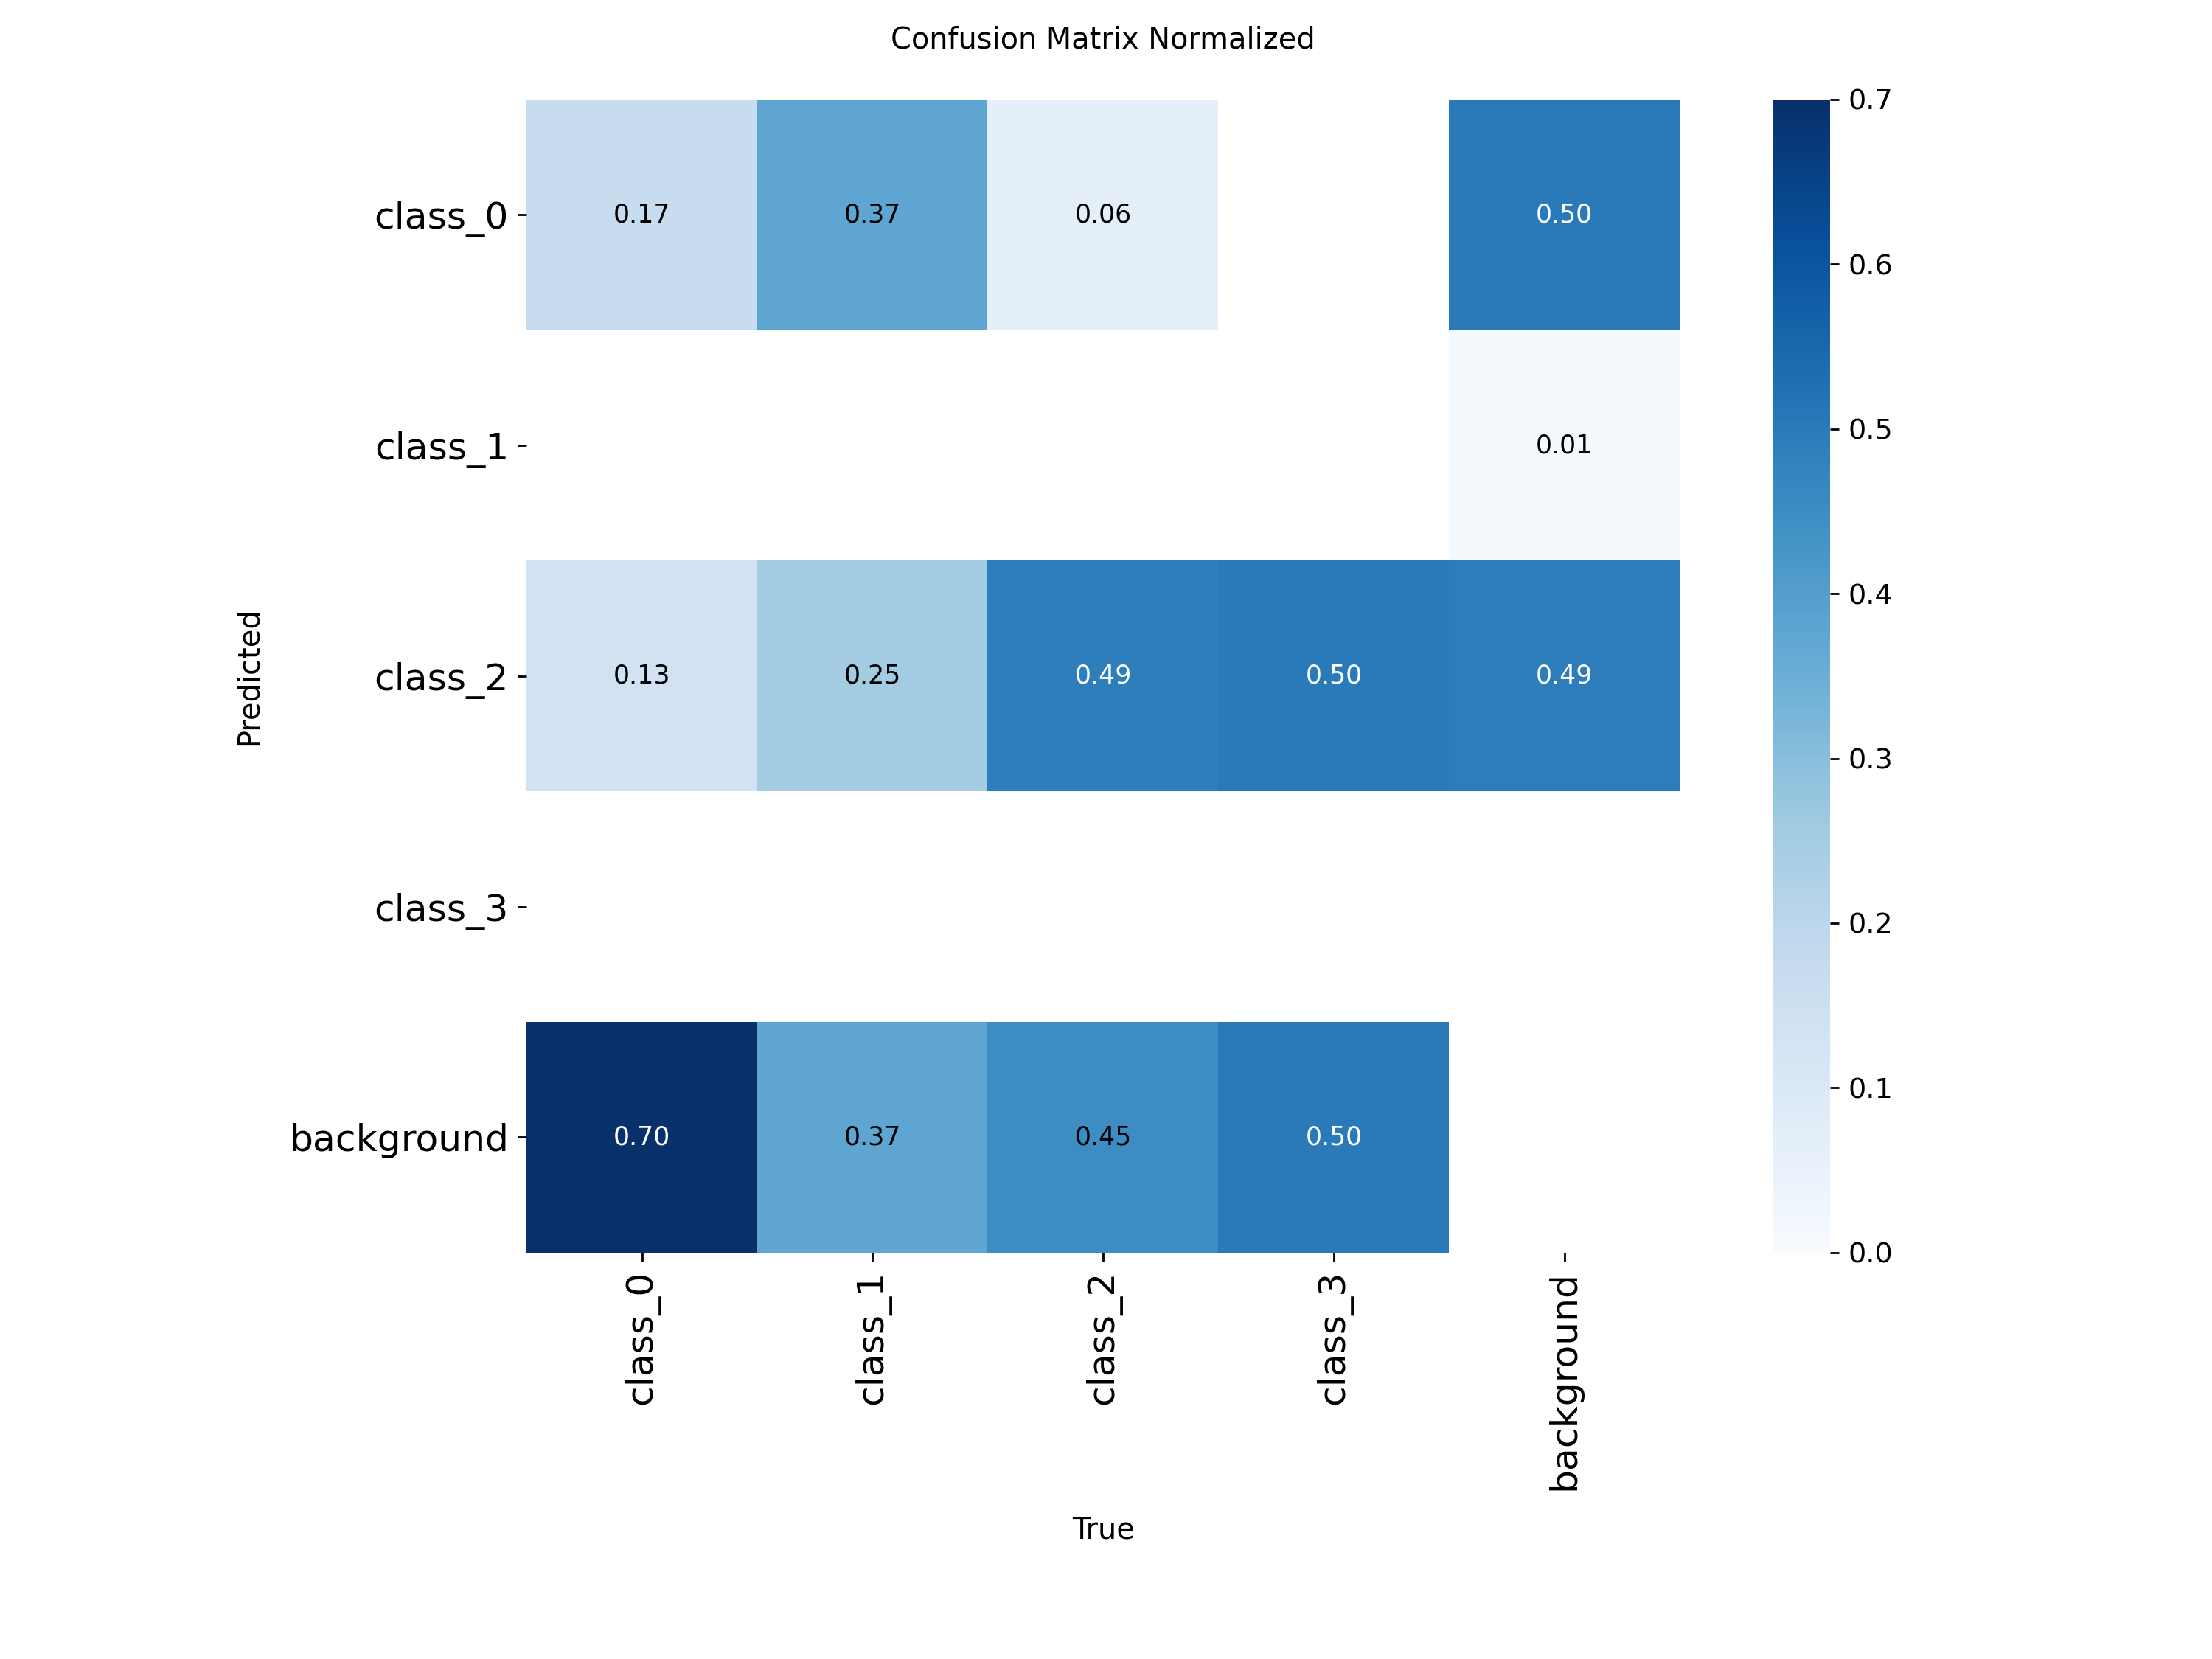 Confusion Matrix Normalized
class_0 0.17 0.37 0.06 0.50
class_1 0.01
class_2 0.13 0.25 0.49 0.50 0.49
class_3
background 0.70 0.37 0.45 0.50
Predicted
class_0 class_1 class_2 class_3 background
True
0.7
0.6
0.5
0.4
0.3
0.2
0.1
0.0